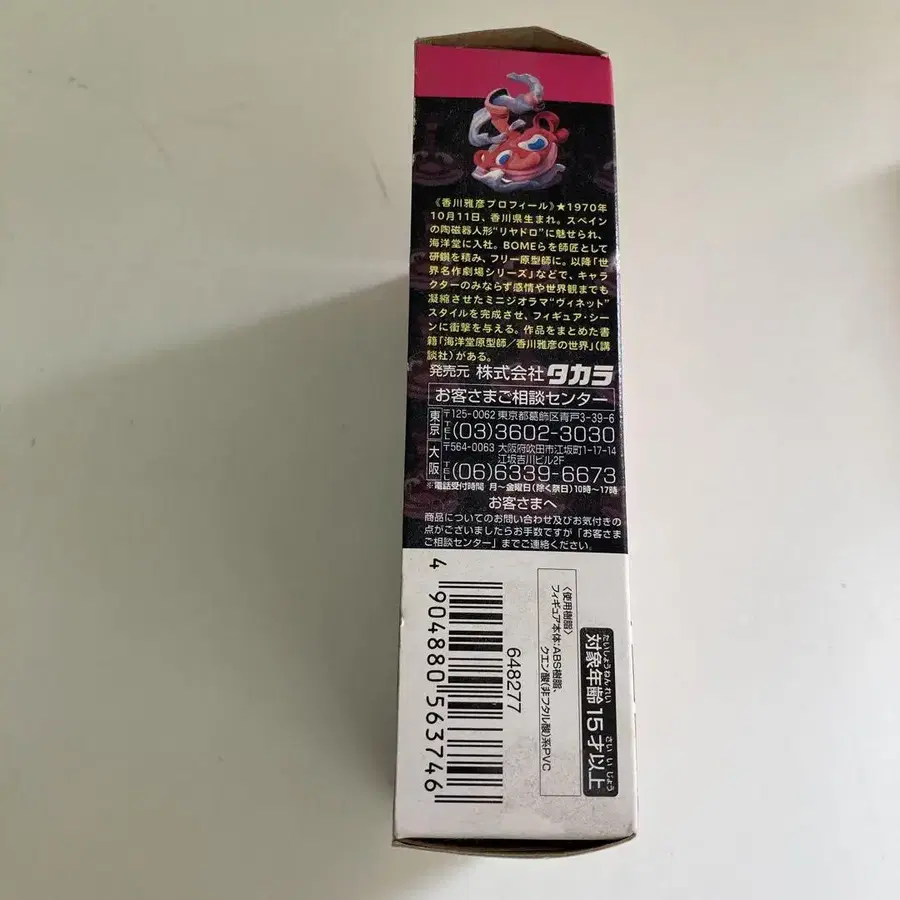 《香川雅彦プロフィール》★1970年
10月11日、香川県生まれ。スペイン
の陶磁器人形“リヤドロ”に魅せられ、
海洋堂に入社。BOMEらを師匠として
研鑽を積み、フリー原型師に。以降「世
界名作劇場シリーズ」などで、キャラ
クターのみならず感情や世界観までも
凝縮させたミニジオラマ“ヴィネット”
スタイルを完成させ、フィギュア・シー
ンに衝撃を与える。作品をまとめた書
籍「海洋堂原型師／香川雅彦の世界」(講
談社)がある。
発売元 株式会社タカラ
お客さまご相談センター
東京 〒125-0062 東京都葛飾区青戸3-39-6
TEL(03)3602-3030
大阪 〒564-0063 大阪府吹田市江坂町1-17-14
江坂吉川ビル2F
TEL(06)6339-6673
※電話受付時間 月〜金曜日(除く祭日)10時〜17時
お客さまへ
商品についてのお問い合わせ及びお気付きの
点がございましたらお手数ですが「お客さま
ご相談センター」までご連絡ください。
たいしょうねんれい さいいじょう
対象年齢15才以上
〈使用樹脂〉
フィギュア本体:ABS樹脂、
クエン酸(非フタル酸)系PVC
648277
4 904880 563746